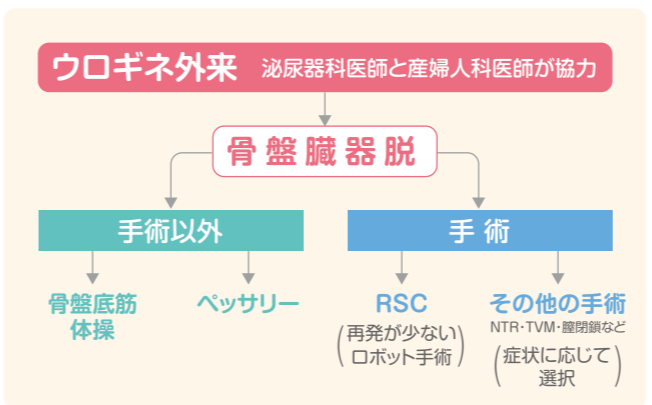 ウロギネ外来 泌尿器科医師と産婦人科医師が協力
骨盤臓器脱
手術以外
手術
骨盤底筋
体操
ペッサリー
RSC
(再発が少ない
ロボット手術)
その他の手術
NTR・TVM・膣閉鎖など
(症状に応じて
選択)